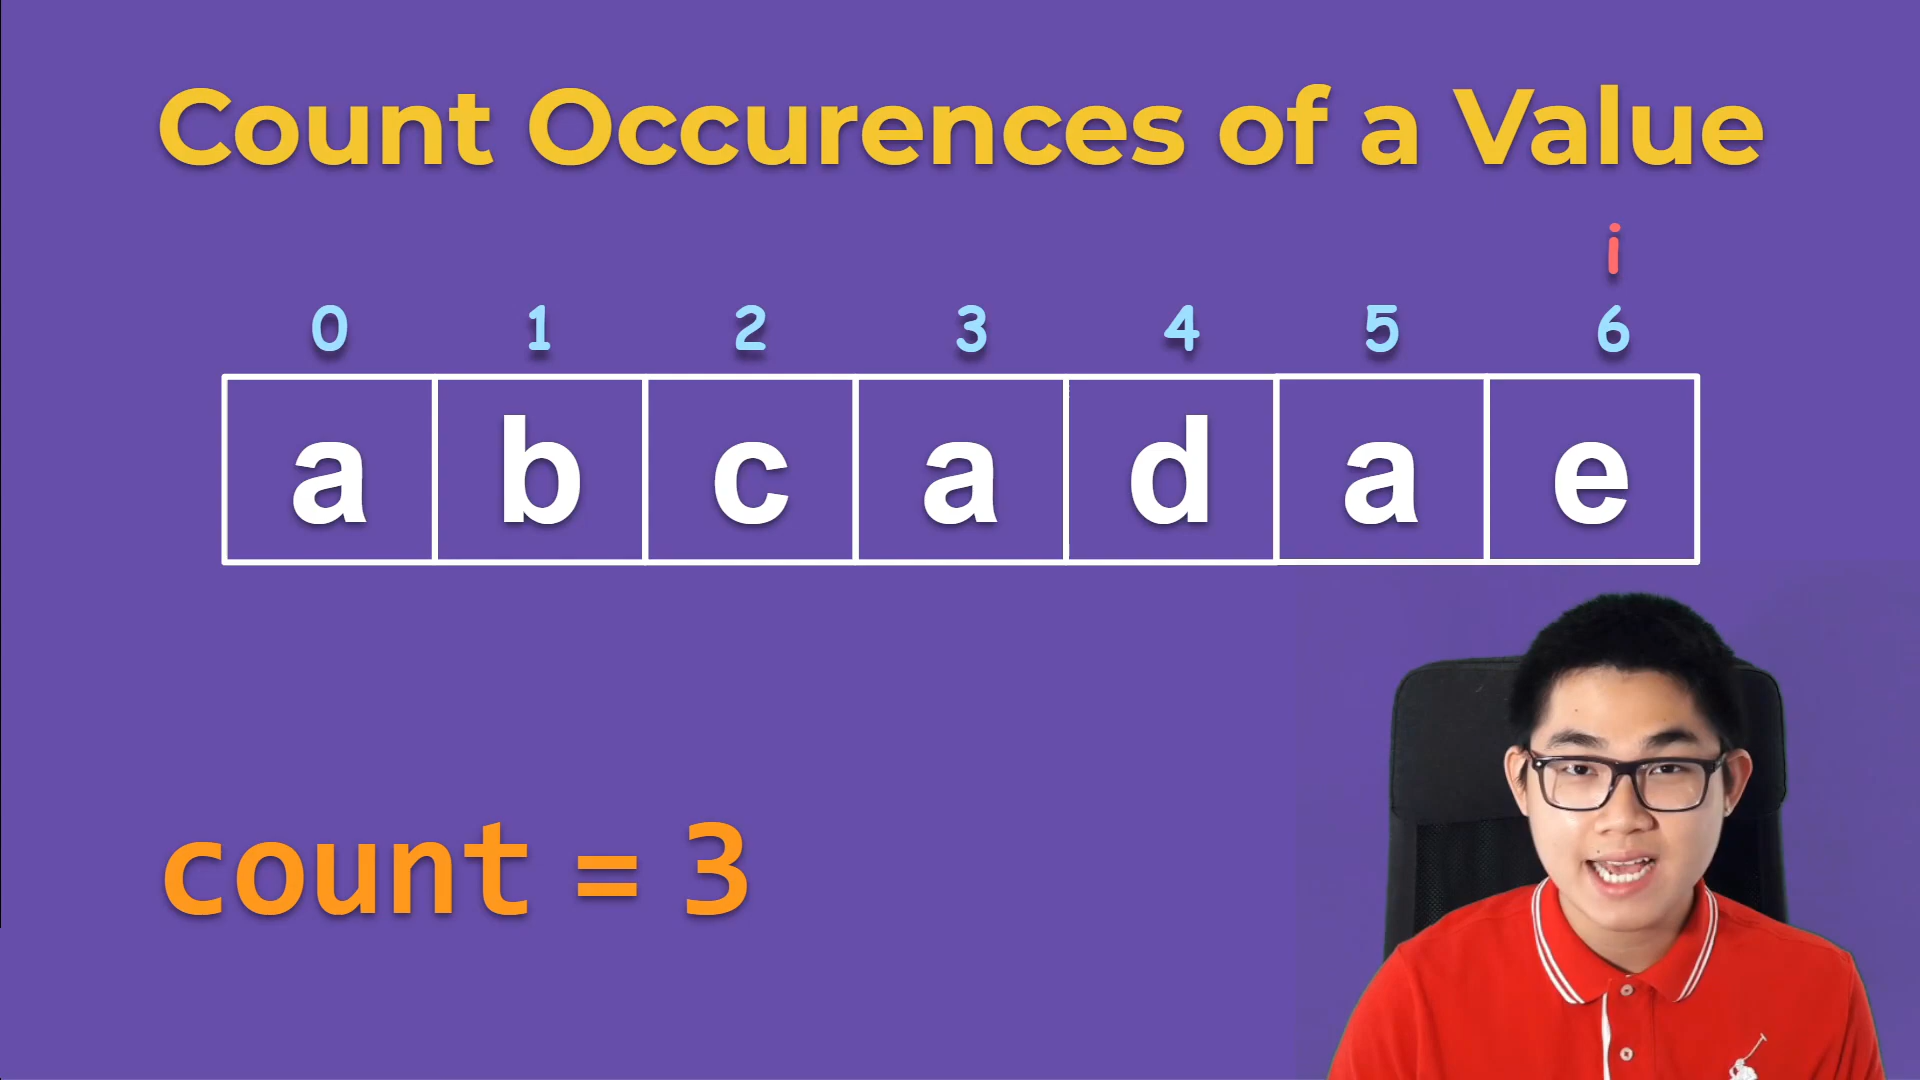 Count Occurences of a Value
i
0 1 2 3 4 5 6
a b c a d a e
count = 3